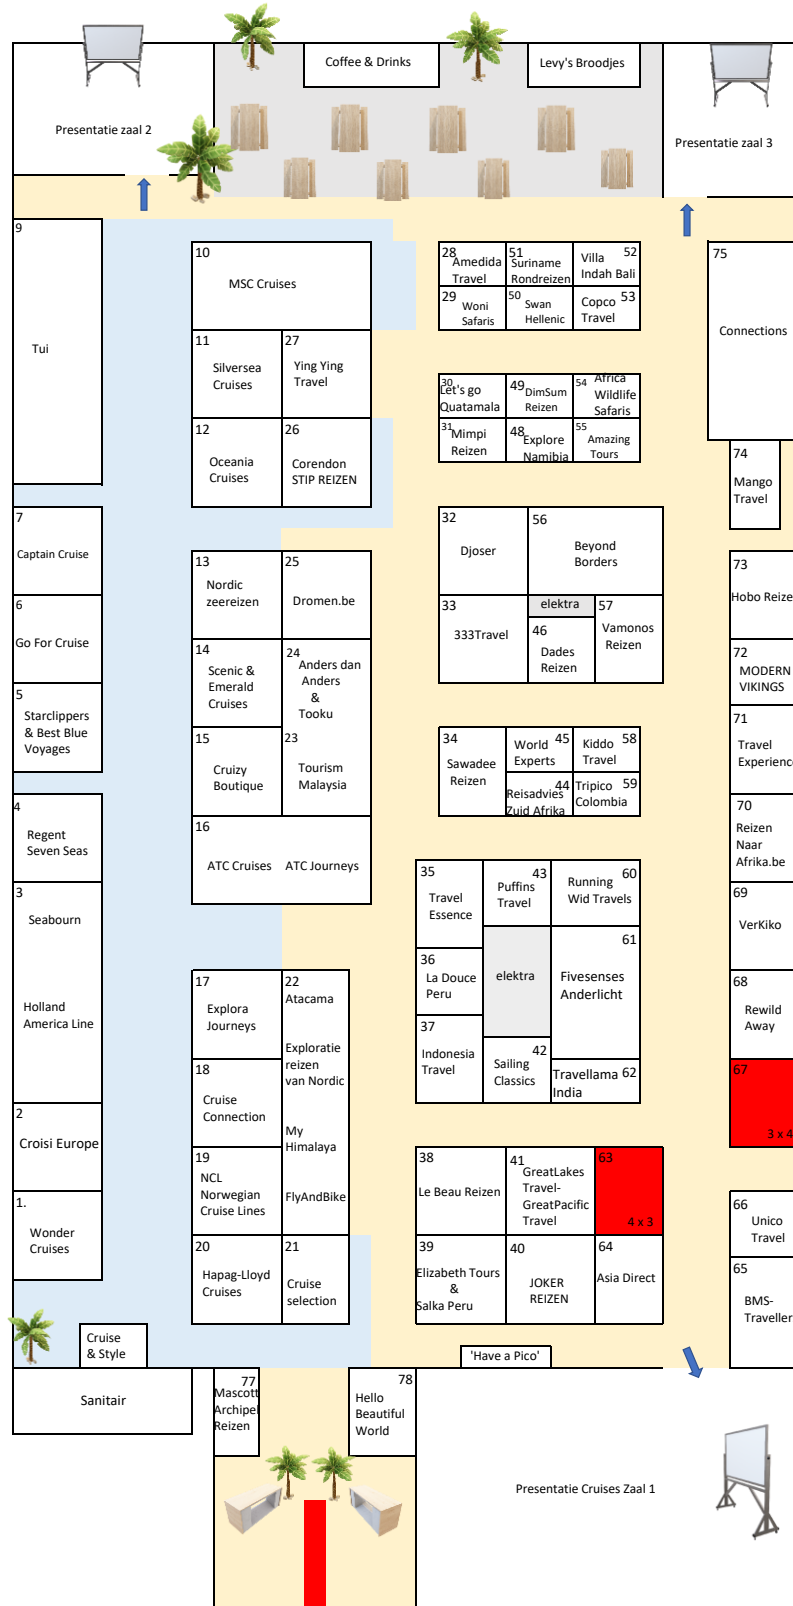 Coffee & Drinks
Levy's Broodjes
Presentatie zaal 2
Presentatie zaal 3
9
Tui
10
MSC Cruises
28
Amedida
Travel
51
Suriname
Rondreizen
52
Villa
Indah Bali
75
Connections
29
Woni
Safaris
50
Swan
Hellenic
53
Copco
Travel
11
Silversea
Cruises
27
Ying Ying
Travel
30
Let's go
Quatamala
49
DimSum
Reizen
54
Africa
Wildlife
Safaris
12
Oceania
Cruises
26
Corendon
STIP REIZEN
31
Mimpi
Reizen
48
Explore
Namibia
55
Amazing
Tours
74
Mango
Travel
7
Captain Cruise
32
Djoser
56
Beyond
Borders
13
Nordic
zeereizen
25
Dromen.be
73
Hobo Reize
6
Go For Cruise
33
333Travel
elektra
46
Dades
Reizen
57
Vamonos
Reizen
14
Scenic &
Emerald
Cruises
24
Anders dan
Anders
&
Tooku
72
MODERN
VIKINGS
5
Starclippers
& Best Blue
Voyages
15
Cruizy
Boutique
23
Tourism
Malaysia
34
Sawadee
Reizen
45
World
Experts
58
Kiddo
Travel
71
Travel
Experience
44
Reisadvies
Zuid Afrika
59
Tripico
Colombia
4
Regent
Seven Seas
16
ATC Cruises
ATC Journeys
70
Reizen
Naar
Afrika.be
3
Seabourn
Holland
America Line
35
Travel
Essence
43
Puffins
Travel
60
Running
Wid Travels
69
VerKiko
36
La Douce
Peru
elektra
61
Fivesenses
Anderlicht
17
Explora
Journeys
22
Atacama
Exploratie
reizen
van Nordic
My
Himalaya
FlyAndBike
68
Rewild
Away
37
Indonesia
Travel
42
Sailing
Classics
62
Travellama
India
18
Cruise
Connection
67
3 x 4
2
Croisi Europe
19
NCL
Norwegian
Cruise Lines
38
Le Beau Reizen
41
GreatLakes
Travel-
GreatPacific
Travel
63
4 x 3
1.
Wonder
Cruises
66
Unico
Travel
20
Hapag-Lloyd
Cruises
21
Cruise
selection
39
Elizabeth Tours
&
Salka Peru
40
JOKER
REIZEN
64
Asia Direct
65
BMS-
Traveller
Cruise
& Style
'Have a Pico'
Sanitair
77
Mascott
Archipel
Reizen
78
Hello
Beautiful
World
Presentatie Cruises Zaal 1